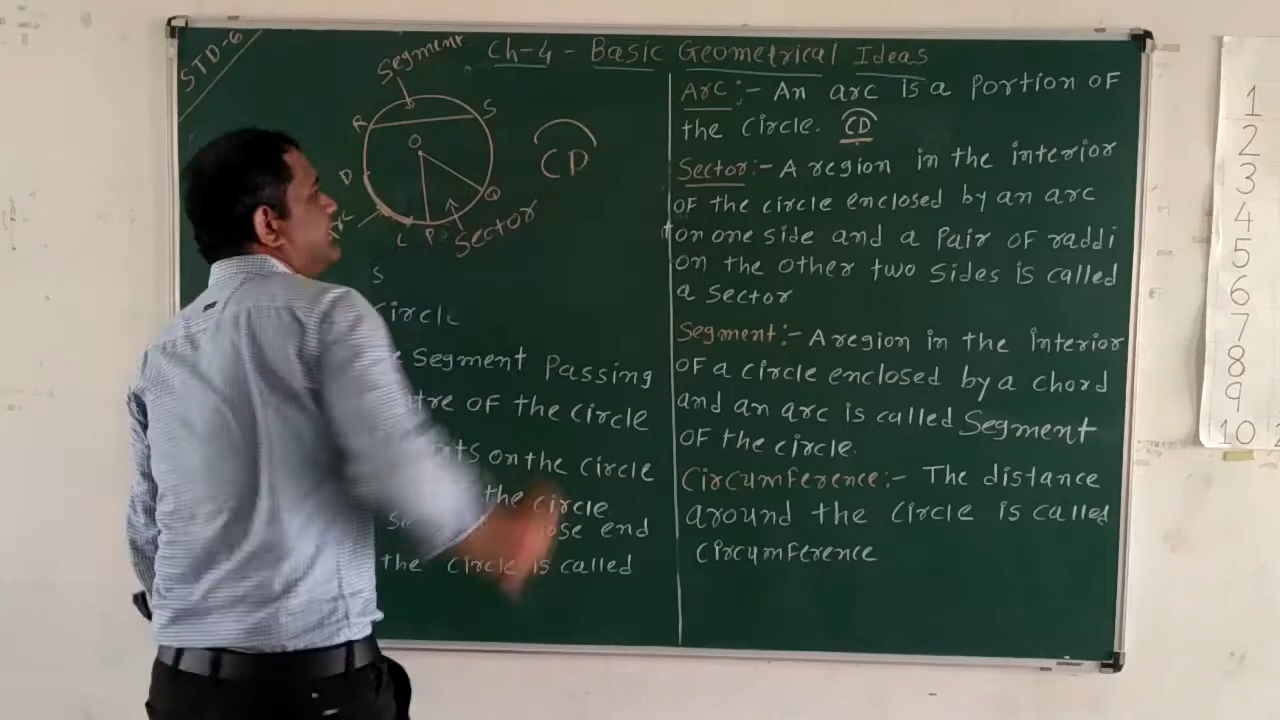 STD-6
Ch-4 - Basic Geometrical Ideas
Segment
R
S
O
D
Q
L
P
Sector
CD
S
Circle
Segment Passing
OF the circle
on the circle
the circle
end
the circle is called
Arc:- An arc is a portion OF
the circle. CD
Sector:- A region in the interior
OF the circle enclosed by an arc
on one side and a Pair OF raddi
on the other two Sides is called
a sector
Segment:- A region in the interior
OF a circle enclosed by a chord
and an arc is called Segment
OF the circle.
Circumference:- The distance
around the circle is called
circumference
1
2
3
4
5
6
7
8
9
10